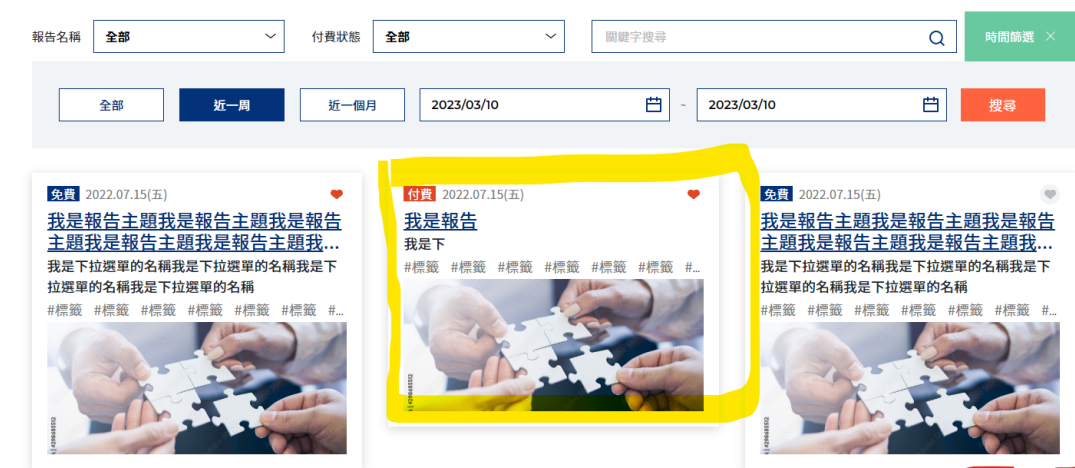 報告名稱 全部 付費狀態 全部 關鍵字搜尋 時間篩選 ×
全部 近一周 近一個月 2023/03/10 ~ 2023/03/10 搜尋
免費 2022.07.15(五)
我是報告主題我是報告主題我是報告
主題我是報告主題我是報告主題我...
我是下拉選單的名稱我是下拉選單的名稱我是下
拉選單的名稱我是下拉選單的名稱
#標籤 #標籤 #標籤 #標籤 #標籤 #標籤 #...
#296685552
付費 2022.07.15(五)
我是報告
我是下
#標籤 #標籤 #標籤 #標籤 #標籤 #標籤 #...
#296685552
免費 2022.07.15(五)
我是報告主題我是報告主題我是報告
主題我是報告主題我是報告主題我...
我是下拉選單的名稱我是下拉選單的名稱我是下
拉選單的名稱我是下拉選單的名稱
#標籤 #標籤 #標籤 #標籤 #標籤 #標籤 #...
#296685552